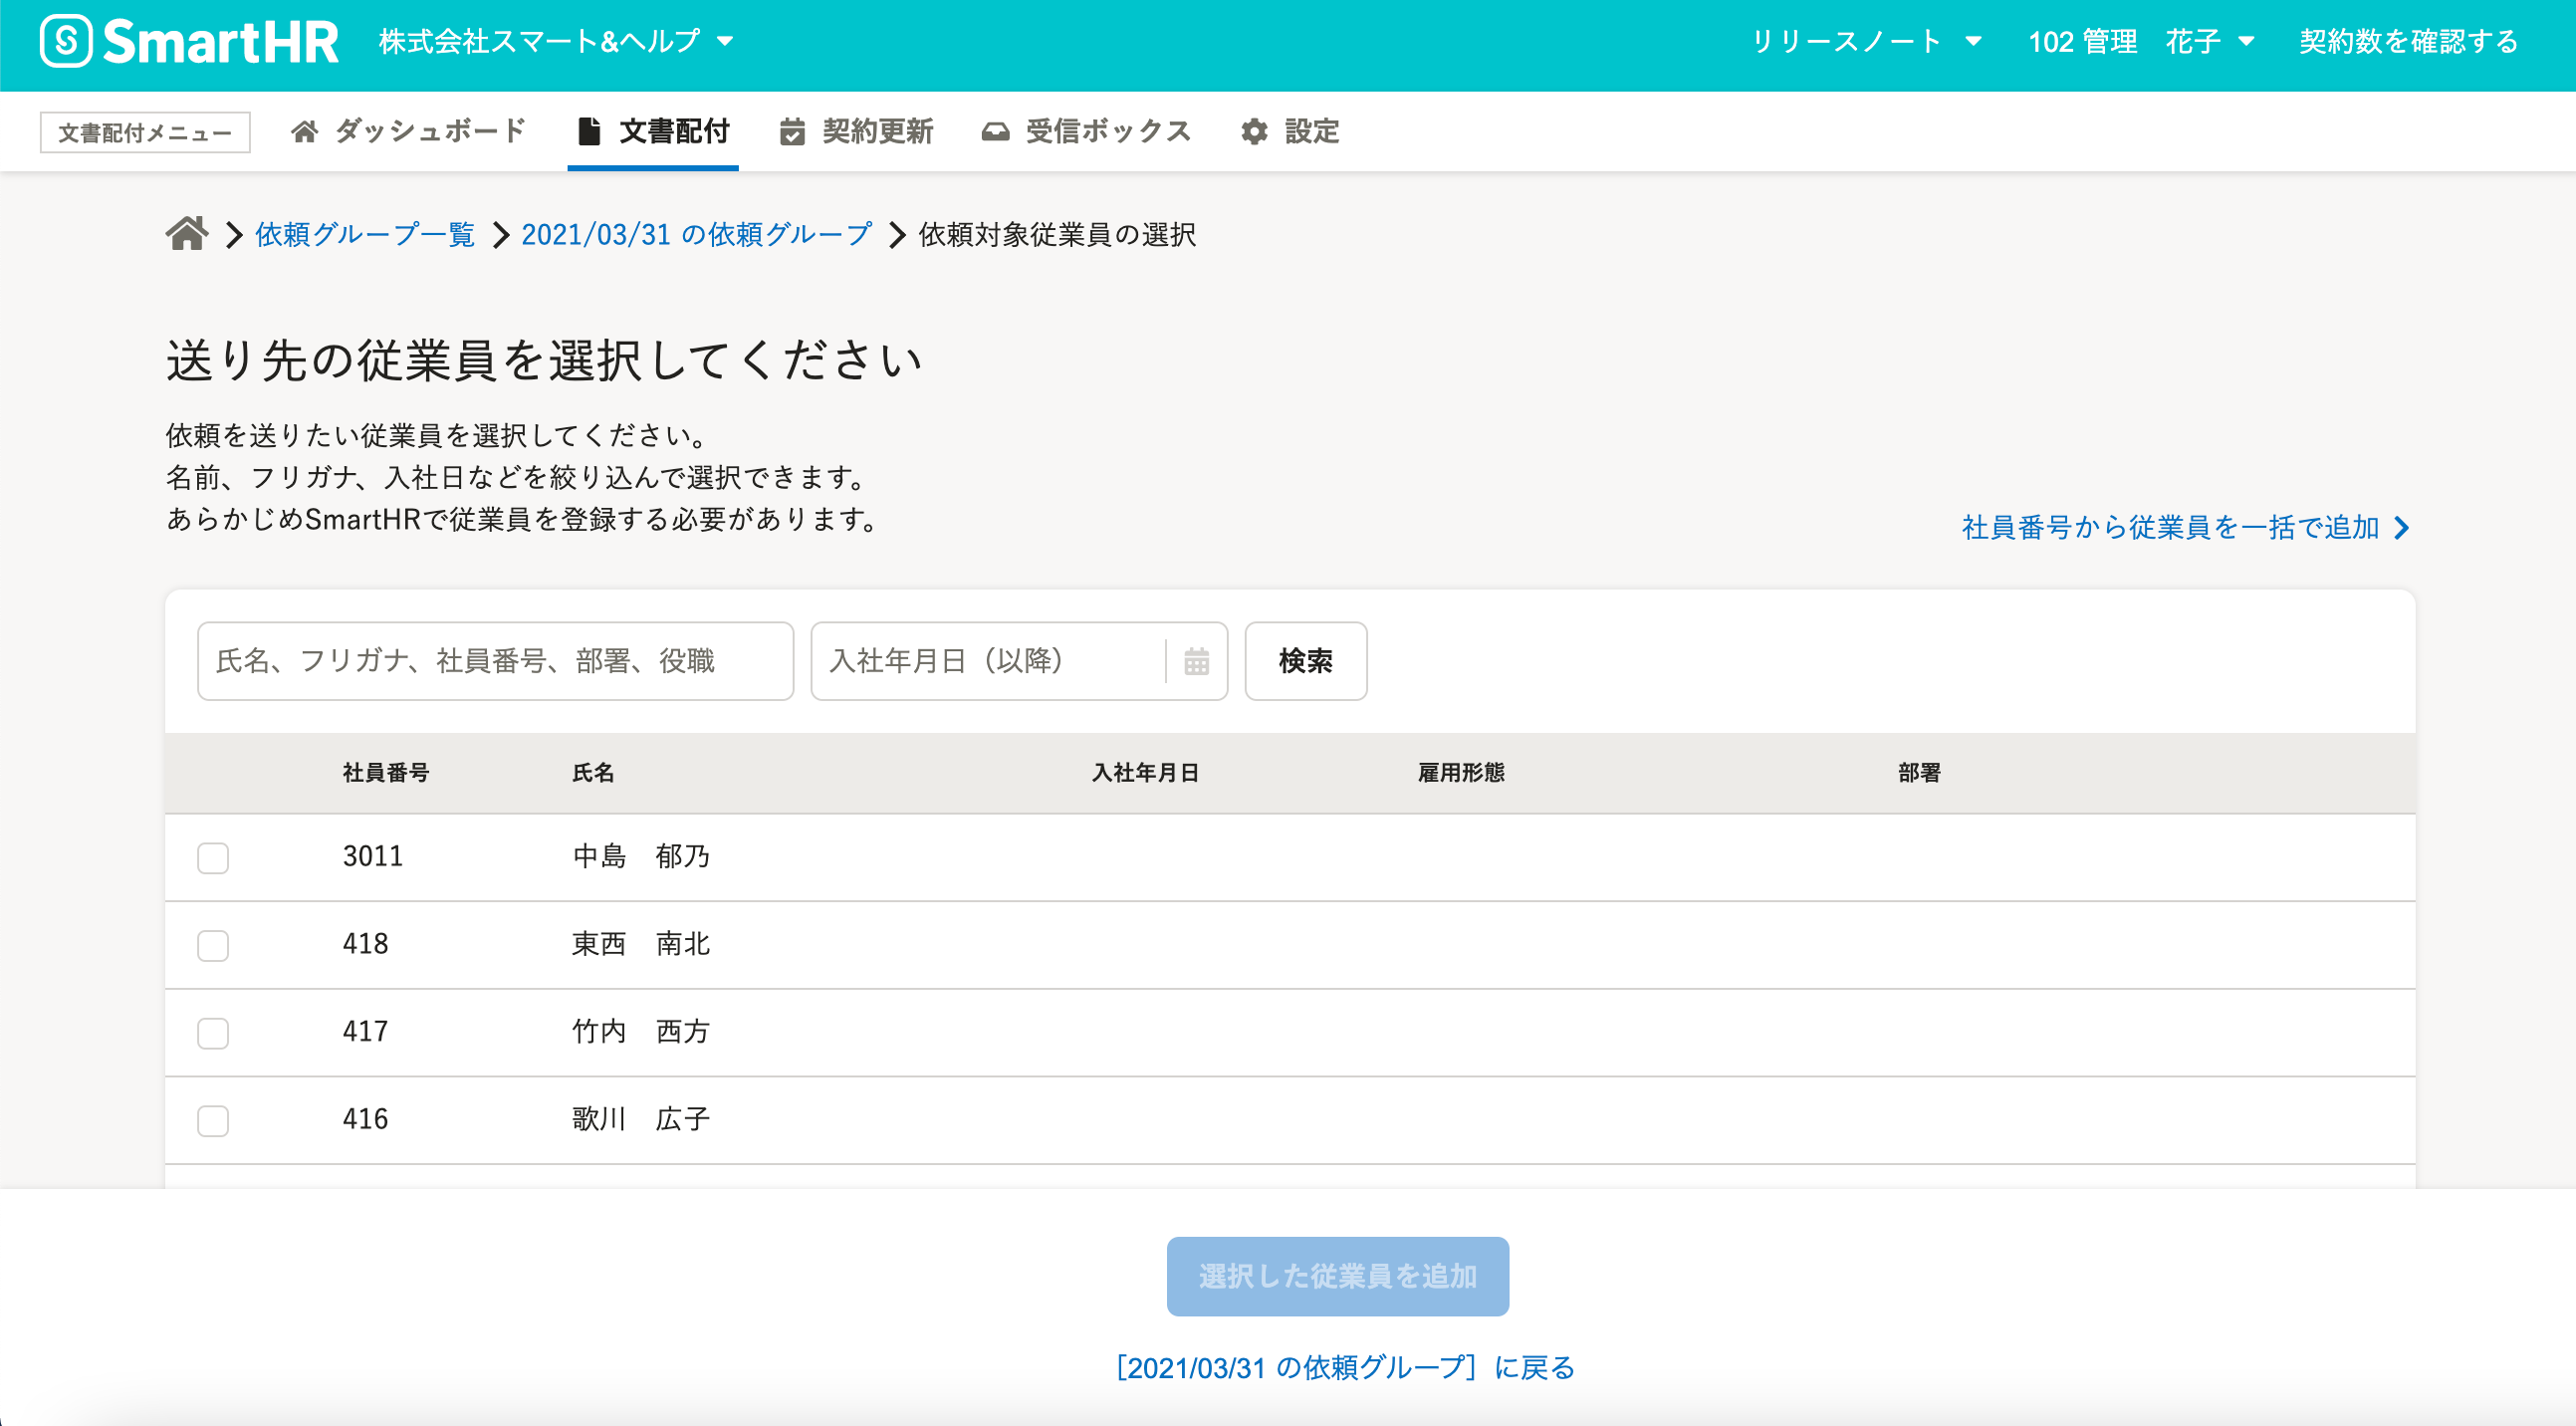 SmartHR 株式会社スマート&ヘルプ リリースノート 102 管理 花子 契約数を確認する
文書配付メニュー ダッシュボード 文書配付 契約更新 受信ボックス 設定
依頼グループ一覧 2021/03/31 の依頼グループ 依頼対象従業員の選択
送り先の従業員を選択してください
依頼を送りたい従業員を選択してください。
名前、フリガナ、入社日などを絞り込んで選択できます。
あらかじめSmartHRで従業員を登録する必要があります。
社員番号から従業員を一括で追加
氏名、フリガナ、社員番号、部署、役職 入社年月日（以降） 検索
社員番号 氏名 入社年月日 雇用形態 部署
3011 中島　郁乃
418 東西　南北
417 竹内　西方
416 歌川　広子
選択した従業員を追加
［2021/03/31 の依頼グループ］に戻る